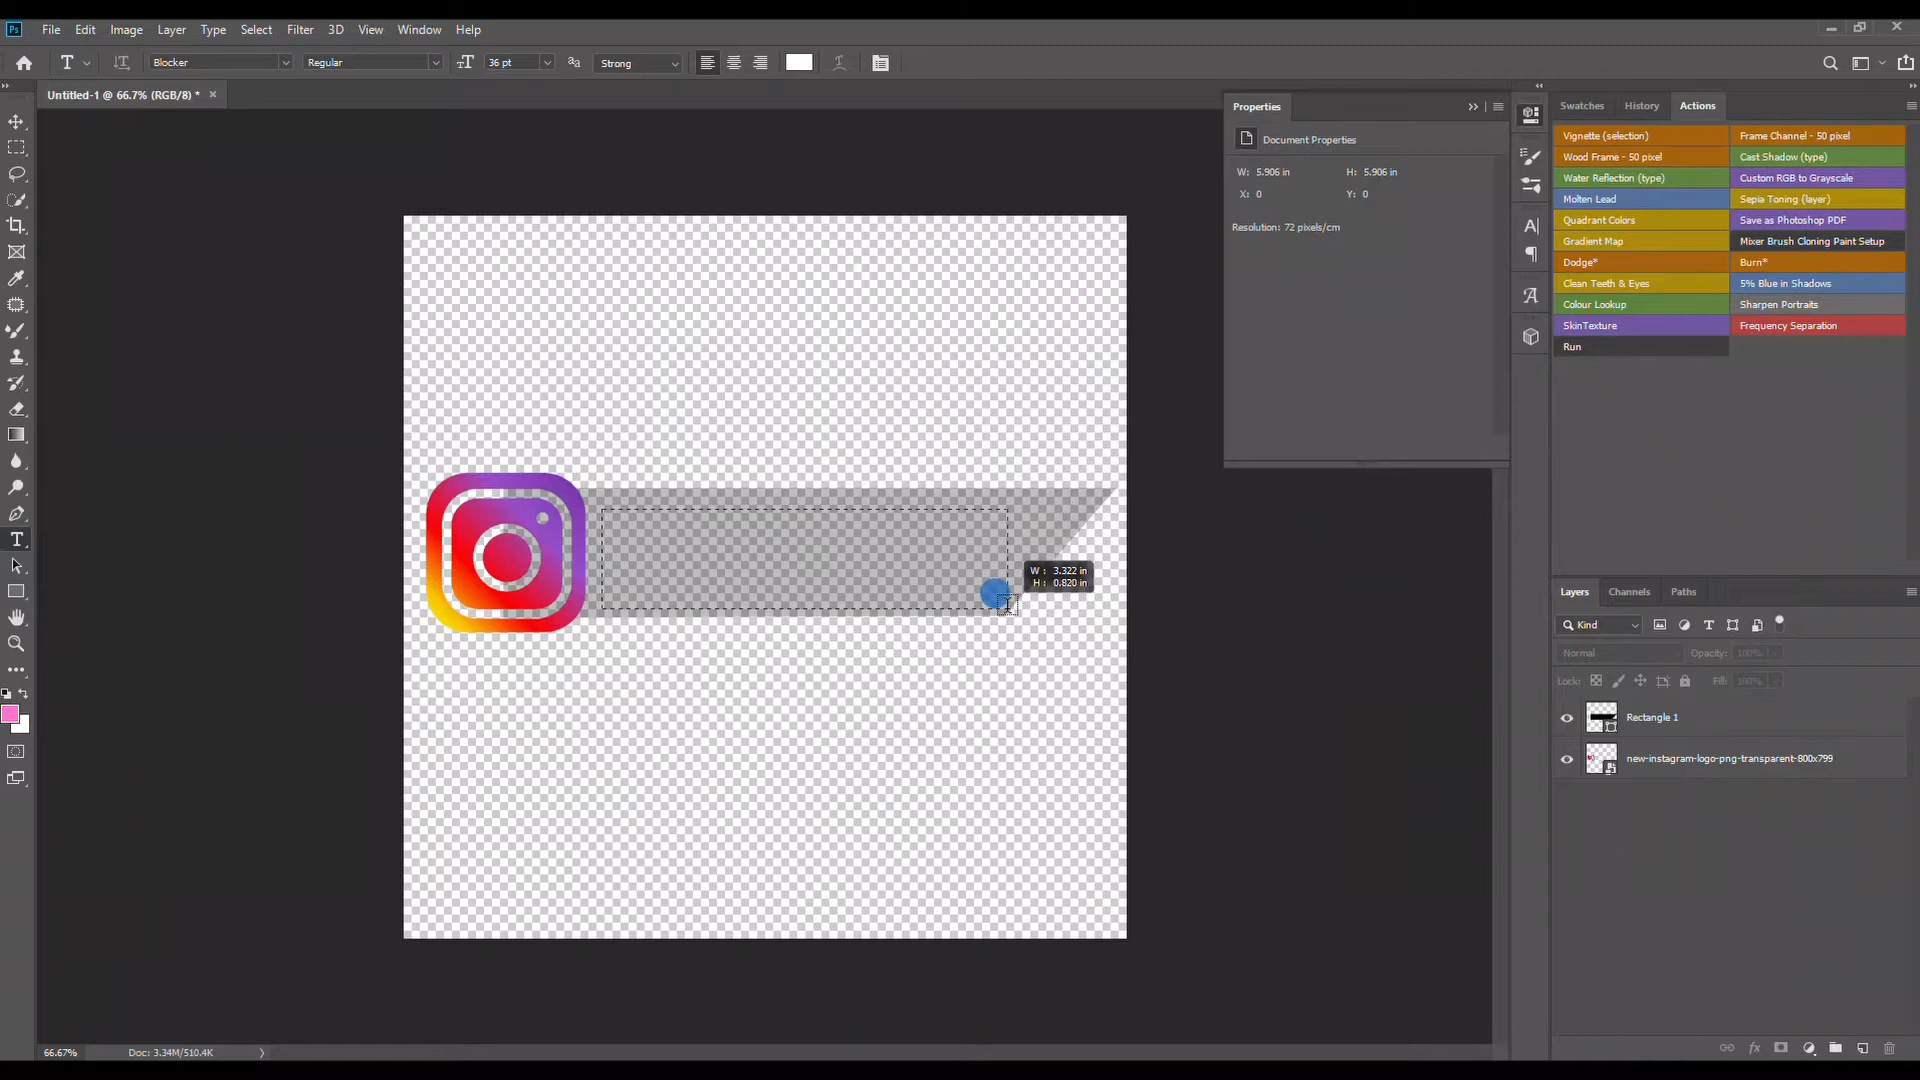 Ps File Edit Image Layer Type Select Filter 3D View Window Help
T Blocker Regular 36 pt Strong
Untitled-1 @ 66.7% (RGB/8) *
Properties
Document Properties
W: 5.906 in H: 5.906 in
X: 0 Y: 0
Resolution: 72 pixels/cm
Swatches History Actions
Vignette (selection) Frame Channel - 50 pixel
Wood Frame - 50 pixel Cast Shadow (type)
Water Reflection (type) Custom RGB to Grayscale
Molten Lead Sepia Toning (layer)
Quadrant Colors Save as Photoshop PDF
Gradient Map Mixer Brush Cloning Paint Setup
Dodge* Burn*
Clean Teeth & Eyes 5% Blue in Shadows
Colour Lookup Sharpen Portraits
SkinTexture Frequency Separation
Run
W : 3.322 in
H : 0.820 in
Layers Channels Paths
Kind
Normal Opacity: 100%
Lock: Fill: 100%
Rectangle 1
new-instagram-logo-png-transparent-800x799
fx
66.67% Doc: 3.34M/510.4K